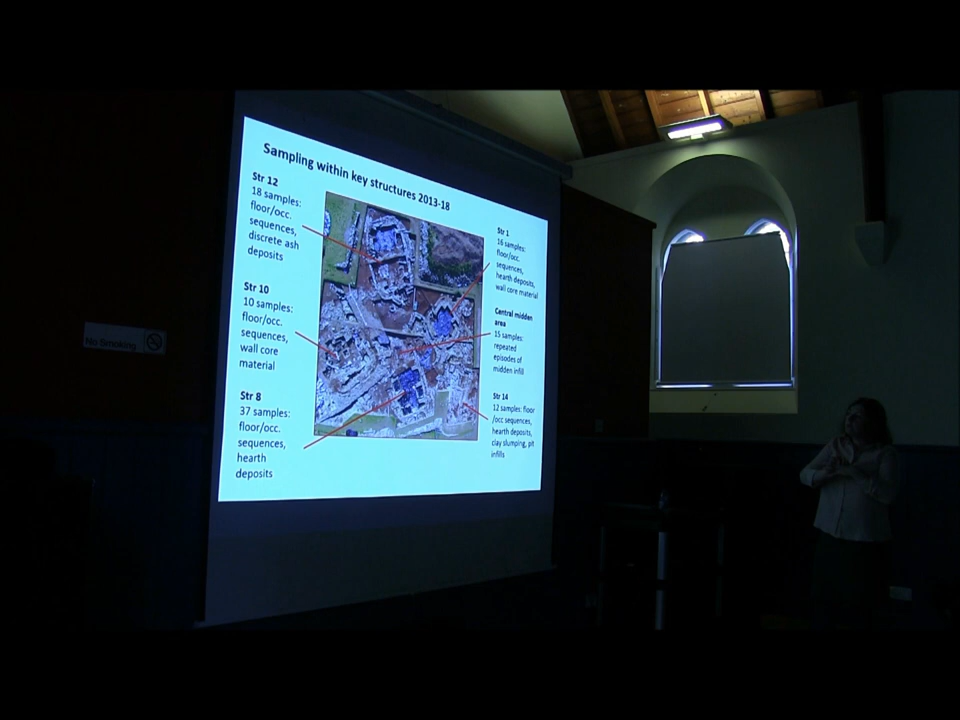 Sampling within key structures 2013-18
Str 12
18 samples:
floor/occ.
sequences,
discrete ash
deposits
Str 10
10 samples:
floor/occ.
sequences,
wall core
material
Str 8
37 samples:
floor/occ.
sequences,
hearth
deposits
Str 1
16 samples:
floor/occ.
sequences,
hearth deposits,
wall core material
Central midden
area
15 samples:
repeated
episodes of
midden infill
Str 14
12 samples: floor
/occ sequences,
hearth deposits,
clay slumping, pit
infills
No Smoking